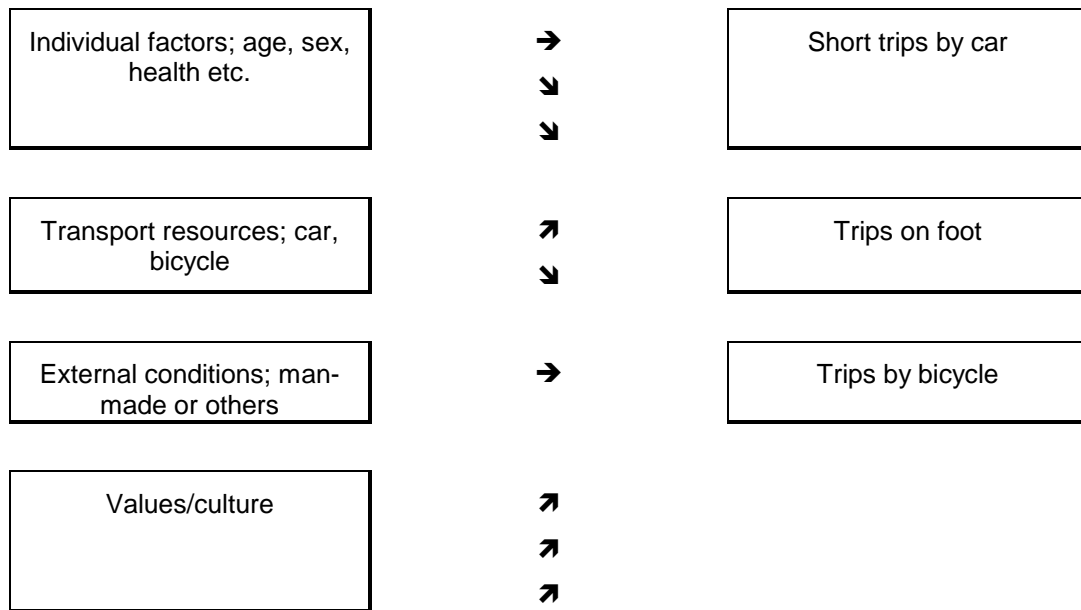 Individual factors; age, sex,
health etc.
➔
➘
➘
Short trips by car
Transport resources; car,
bicycle
➚
➘
Trips on foot
External conditions; man-
made or others
➔
Trips by bicycle
Values/culture
➚
➚
➚